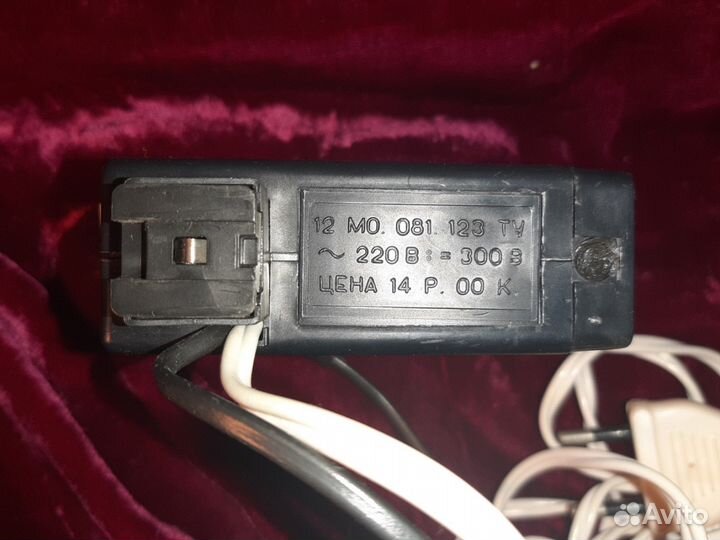 12 МО. 081. 123 ТУ
~ 220 В : = 300 В
ЦЕНА 14 Р. 00 К.
Avito